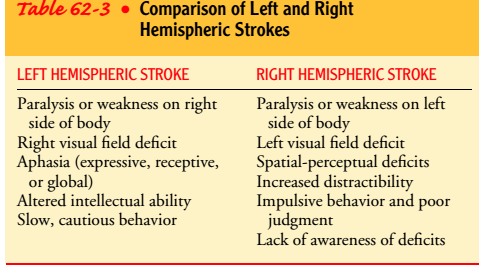 Table 62-3 • Comparison of Left and Right
Hemispheric Strokes
LEFT HEMISPHERIC STROKE
Paralysis or weakness on right
side of body
Right visual field deficit
Aphasia (expressive, receptive,
or global)
Altered intellectual ability
Slow, cautious behavior
RIGHT HEMISPHERIC STROKE
Paralysis or weakness on left
side of body
Left visual field deficit
Spatial-perceptual deficits
Increased distractibility
Impulsive behavior and poor
judgment
Lack of awareness of deficits